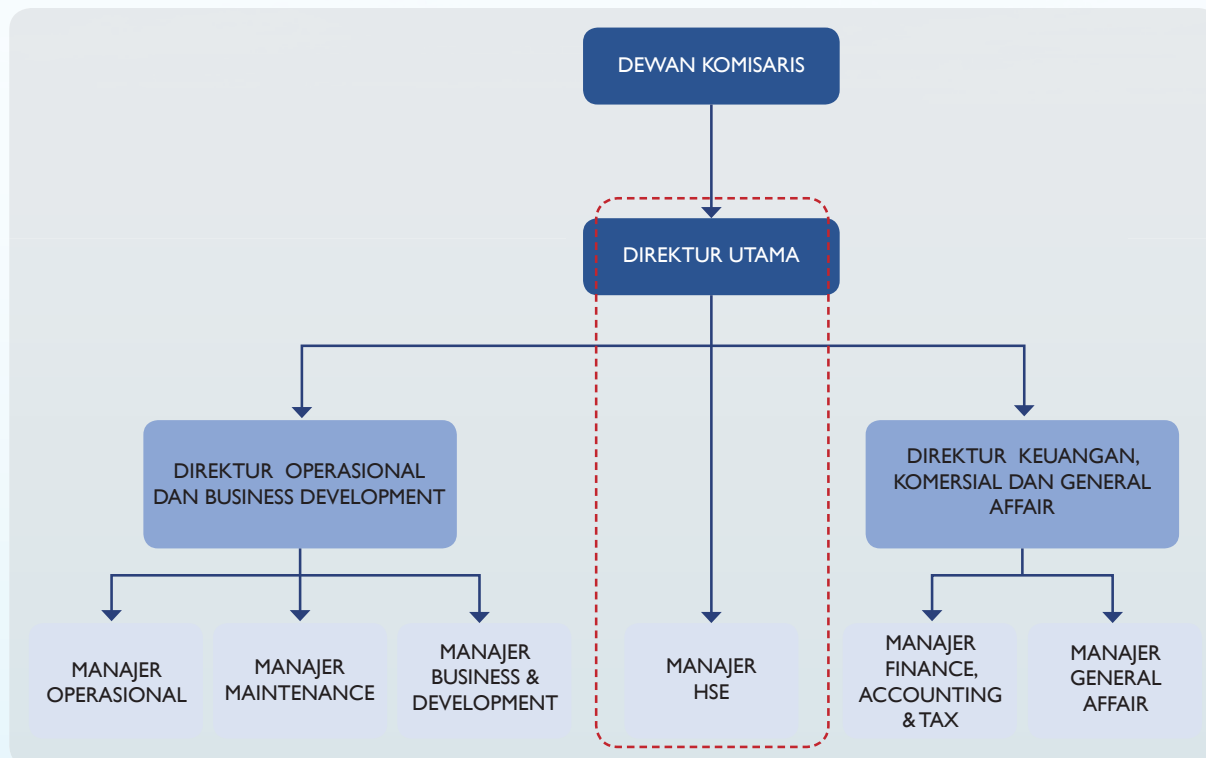 DEWAN KOMISARIS
DIREKTUR UTAMA
DIREKTUR OPERASIONAL
DAN BUSINESS DEVELOPMENT
DIREKTUR KEUANGAN,
KOMERSIAL DAN GENERAL
AFFAIR
MANAJER
OPERASIONAL
MANAJER
MAINTENANCE
MANAJER
BUSINESS &
DEVELOPMENT
MANAJER
HSE
MANAJER
FINANCE,
ACCOUNTING
& TAX
MANAJER
GENERAL
AFFAIR